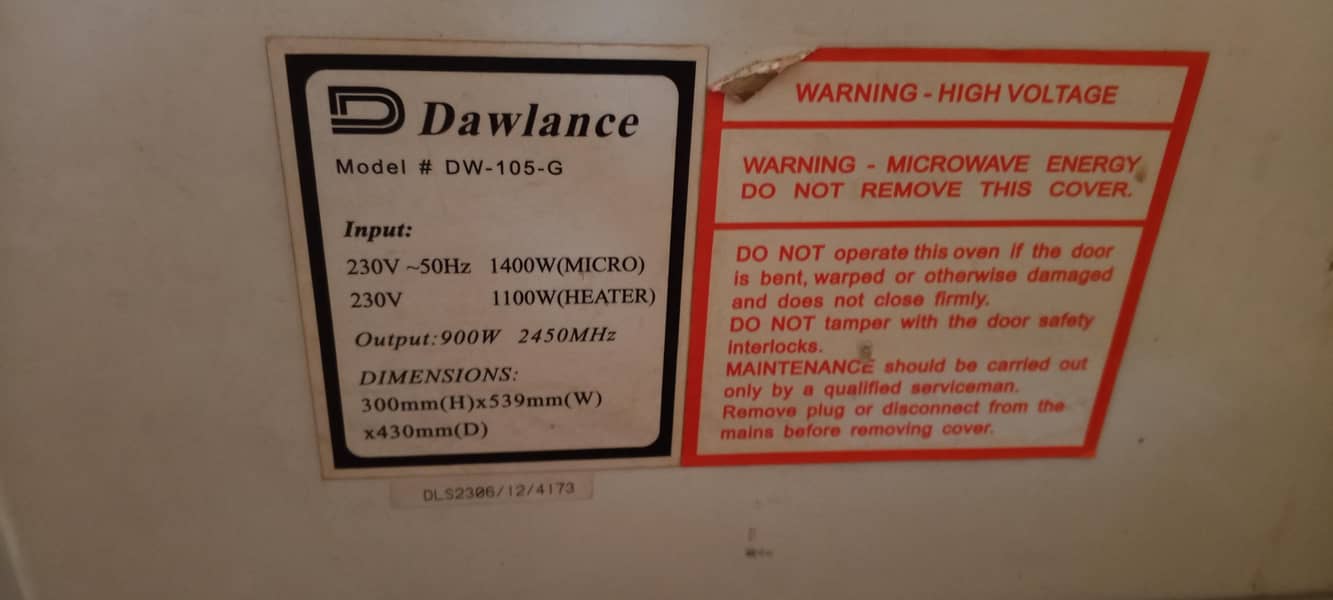 Dawlance
Model # DW-105-G
Input:
230V ~50Hz 1400W(MICRO)
230V 1100W(HEATER)
Output:900W 2450MHz
DIMENSIONS:
300mm(H)x539mm(W)
x430mm(D)
DLS2306/12/4173
WARNING - HIGH VOLTAGE
WARNING - MICROWAVE ENERGY
DO NOT REMOVE THIS COVER.
DO NOT operate this oven if the door
is bent, warped or otherwise damaged
and does not close firmly.
DO NOT tamper with the door safety
interlocks.
MAINTENANCE should be carried out
only by a qualified serviceman.
Remove plug or disconnect from the
mains before removing cover.